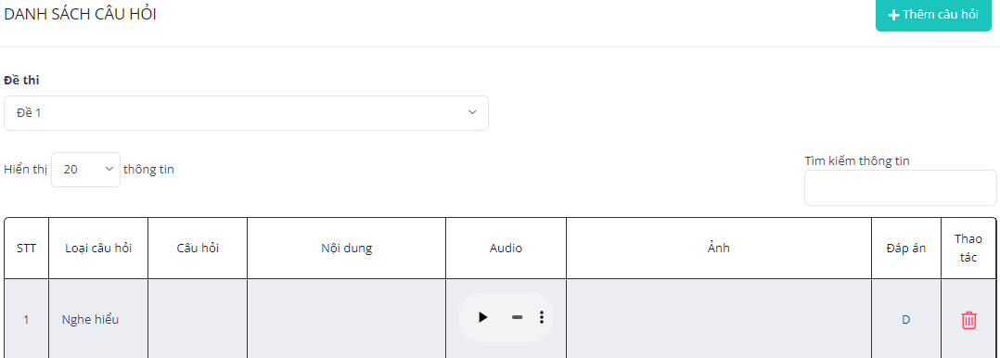 DANH SÁCH CÂU HỎI
Thêm câu hỏi
Đề thi
Đề 1
Hiển thị 20 thông tin
Tìm kiếm thông tin
STT Loại câu hỏi Câu hỏi Nội dung Audio Ảnh Đáp án Thao tác
1 Nghe hiểu D